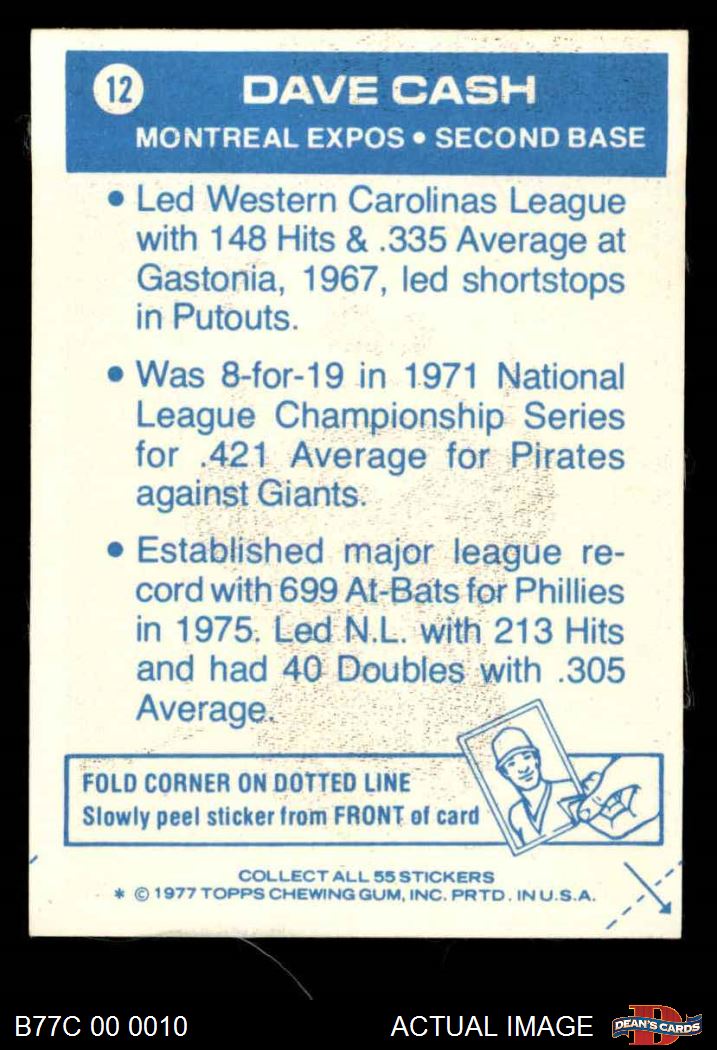 12
DAVE CASH
MONTREAL EXPOS • SECOND BASE
• Led Western Carolinas League
with 148 Hits & .335 Average at
Gastonia, 1967, led shortstops
in Putouts.
• Was 8-for-19 in 1971 National
League Championship Series
for .421 Average for Pirates
against Giants.
• Established major league re-
cord with 699 At-Bats for Phillies
in 1975. Led N.L. with 213 Hits
and had 40 Doubles with .305
Average.
FOLD CORNER ON DOTTED LINE
Slowly peel sticker from FRONT of card
COLLECT ALL 55 STICKERS
* © 1977 TOPPS CHEWING GUM, INC. PRTD. IN U.S.A.
B77C 00 0010
ACTUAL IMAGE
D
DEAN'S CARDS